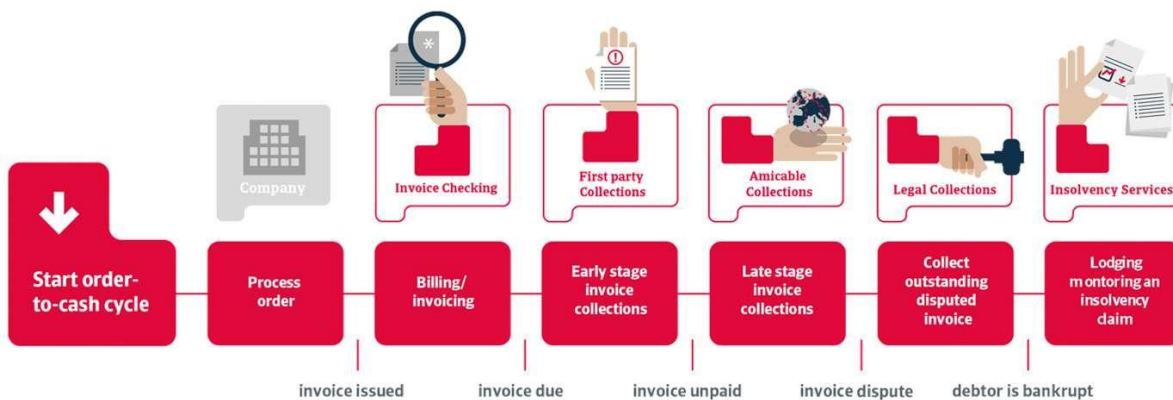 Company
Invoice Checking
First party
Collections
Amicable
Collections
Legal Collections
Insolvency Services
Start order-
to-cash cycle
Process
order
Billing/
invoicing
Early stage
invoice
collections
Late stage
invoice
collections
Collect
outstanding
disputed
invoice
Lodging
montoring an
insolvency
claim
invoice issued
invoice due
invoice unpaid
invoice dispute
debtor is bankrupt